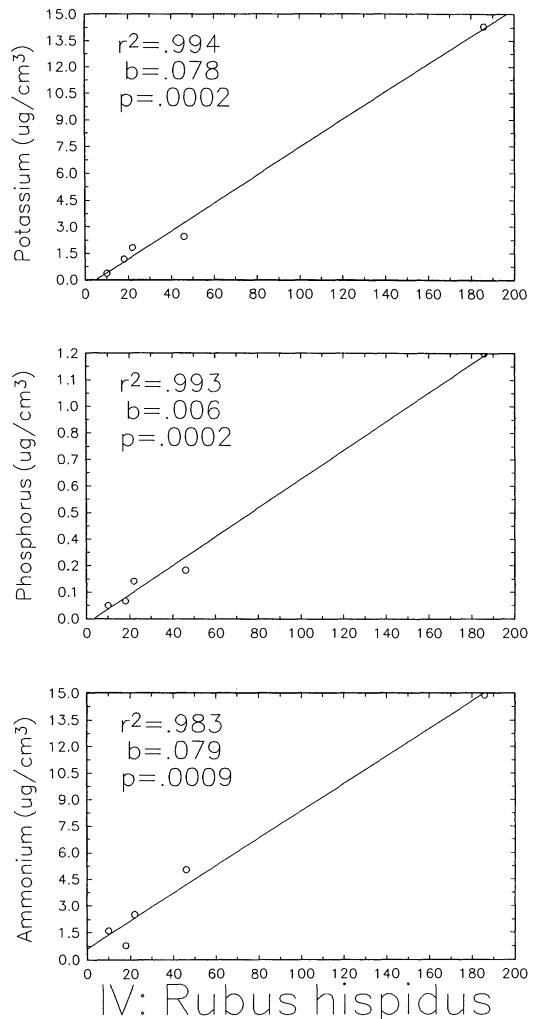 15.0
13.5
12.0
10.5
9.0
7.5
6.0
4.5
3.0
1.5
0.0
Potassium (ug/cm3)
r2=.994
b=.078
p=.0002
0 20 40 60 80 100 120 140 160 180 200
1.2
1.1
1.0
0.8
0.7
0.6
0.5
0.4
0.2
0.1
0.0
Phosphorus (ug/cm3)
r2=.993
b=.006
p=.0002
0 20 40 60 80 100 120 140 160 180 200
15.0
13.5
12.0
10.5
9.0
7.5
6.0
4.5
3.0
1.5
0.0
Ammonium (ug/cm3)
r2=.983
b=.079
p=.0009
0 20 40 60 80 100 120 140 160 180 200
IV: Rubus hispidus